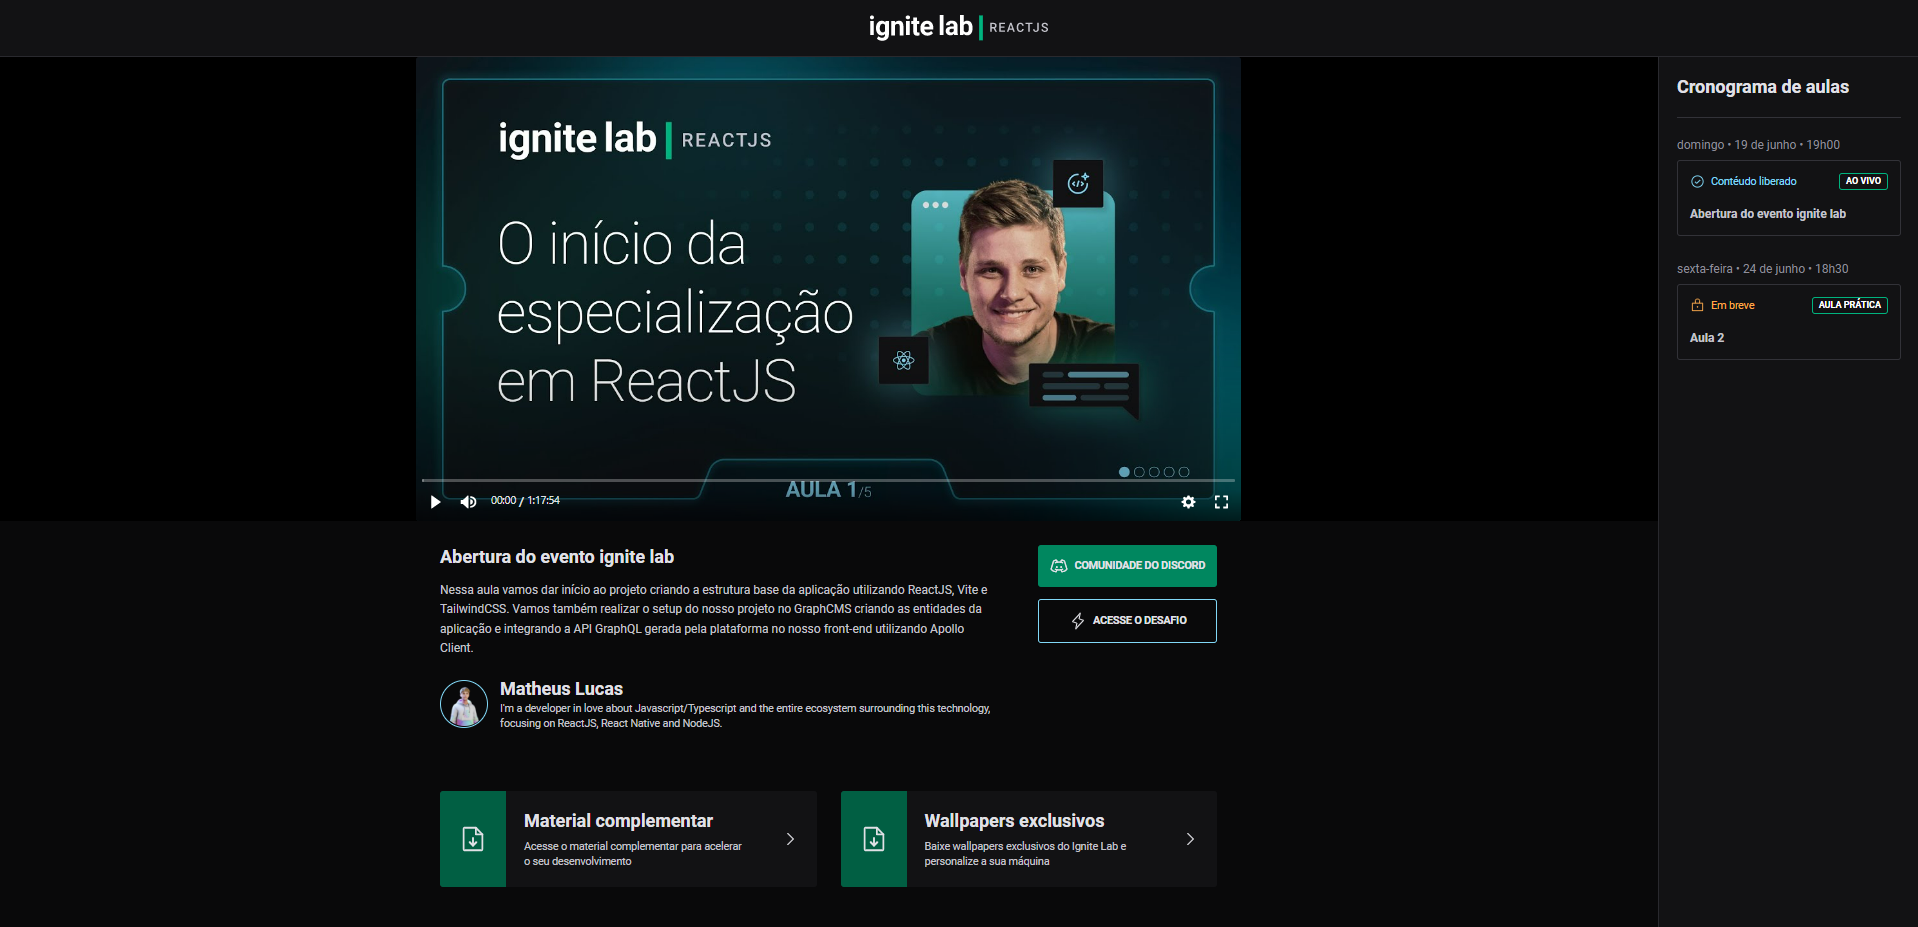 ignite lab | REACTJS
ignite lab | REACTJS
O início da
especialização
em ReactJS
AULA 1/5
00:00 / 1:17:54
Abertura do evento ignite lab
Nessa aula vamos dar início ao projeto criando a estrutura base da aplicação utilizando ReactJS, Vite e
TailwindCSS. Vamos também realizar o setup do nosso projeto no GraphCMS criando as entidades da
aplicação e integrando a API GraphQL gerada pela plataforma no nosso front-end utilizando Apollo
Client.
COMUNIDADE DO DISCORD
ACESSE O DESAFIO
Matheus Lucas
I'm a developer in love about Javascript/Typescript and the entire ecosystem surrounding this technology,
focusing on ReactJS, React Native and NodeJS.
Material complementar
Acesse o material complementar para acelerar
o seu desenvolvimento
Wallpapers exclusivos
Baixe wallpapers exclusivos do Ignite Lab e
personalize a sua máquina
Cronograma de aulas
domingo • 19 de junho • 19h00
Contéudo liberado
AO VIVO
Abertura do evento ignite lab
sexta-feira • 24 de junho • 18h30
Em breve
AULA PRÁTICA
Aula 2